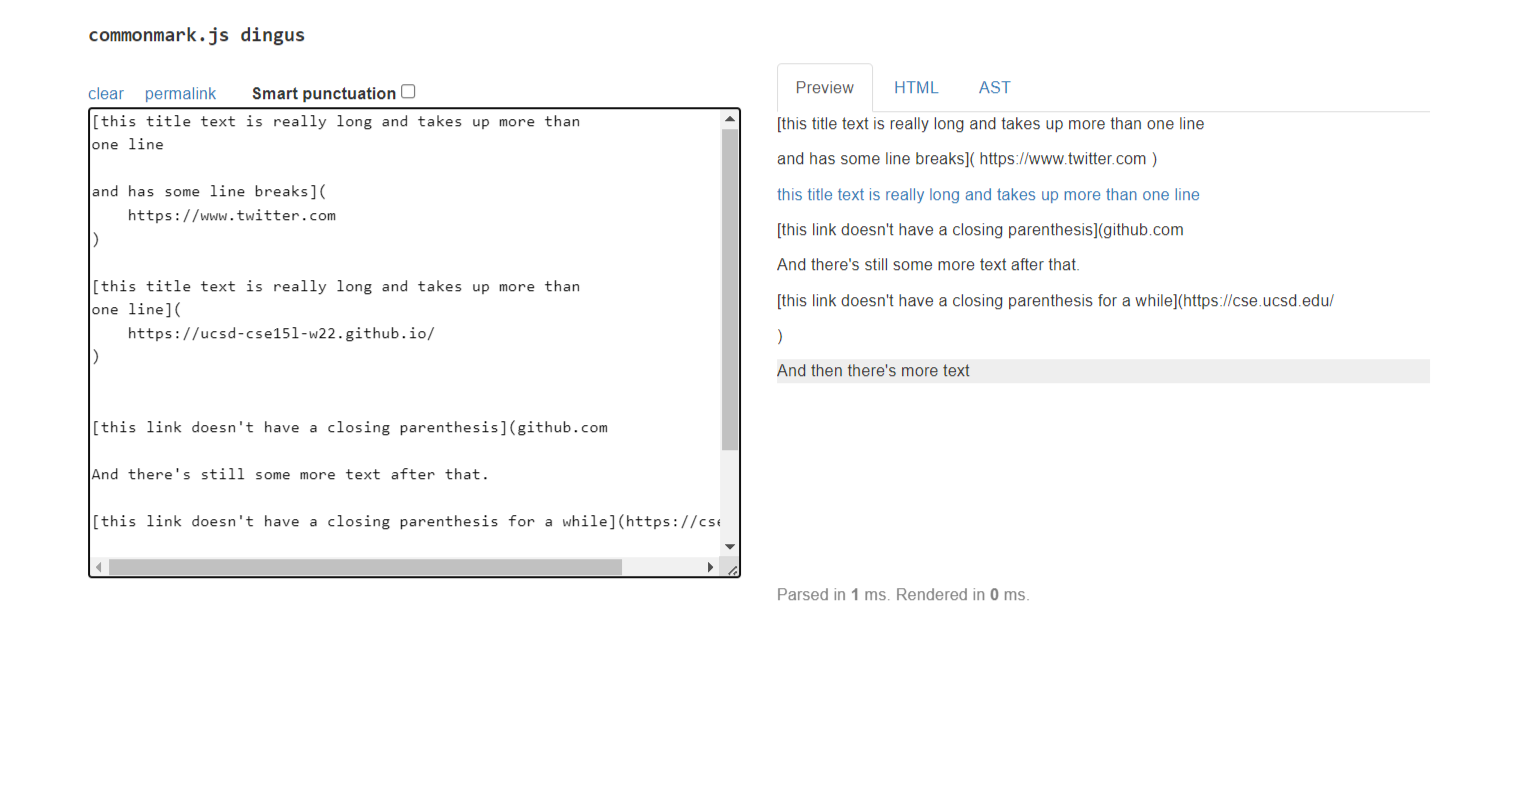 commonmark.js dingus
clear permalink Smart punctuation
[this title text is really long and takes up more than
one line
and has some line breaks](
https://www.twitter.com
)
[this title text is really long and takes up more than
one line](
https://ucsd-cse15l-w22.github.io/
)
[this link doesn't have a closing parenthesis](github.com
And there's still some more text after that.
[this link doesn't have a closing parenthesis for a while](https://cse
Preview HTML AST
[this title text is really long and takes up more than one line
and has some line breaks]( https://www.twitter.com )
this title text is really long and takes up more than one line
[this link doesn't have a closing parenthesis](github.com
And there's still some more text after that.
[this link doesn't have a closing parenthesis for a while](https://cse.ucsd.edu/
)
And then there's more text
Parsed in 1 ms. Rendered in 0 ms.